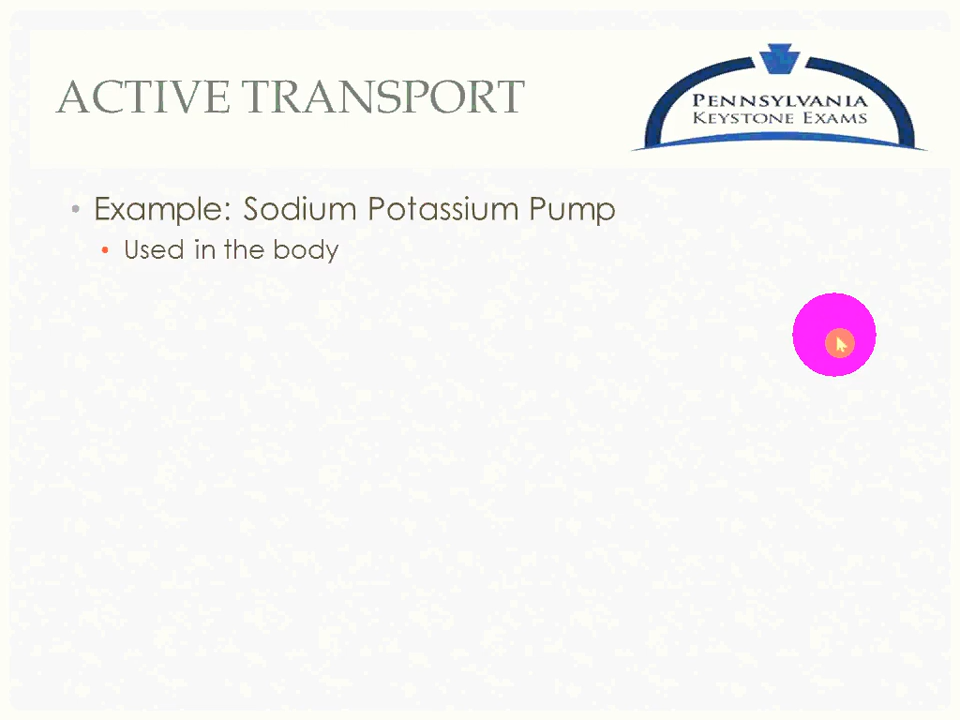 ACTIVE TRANSPORT
PENNSYLVANIA
KEYSTONE EXAMS
• Example: Sodium Potassium Pump
• Used in the body